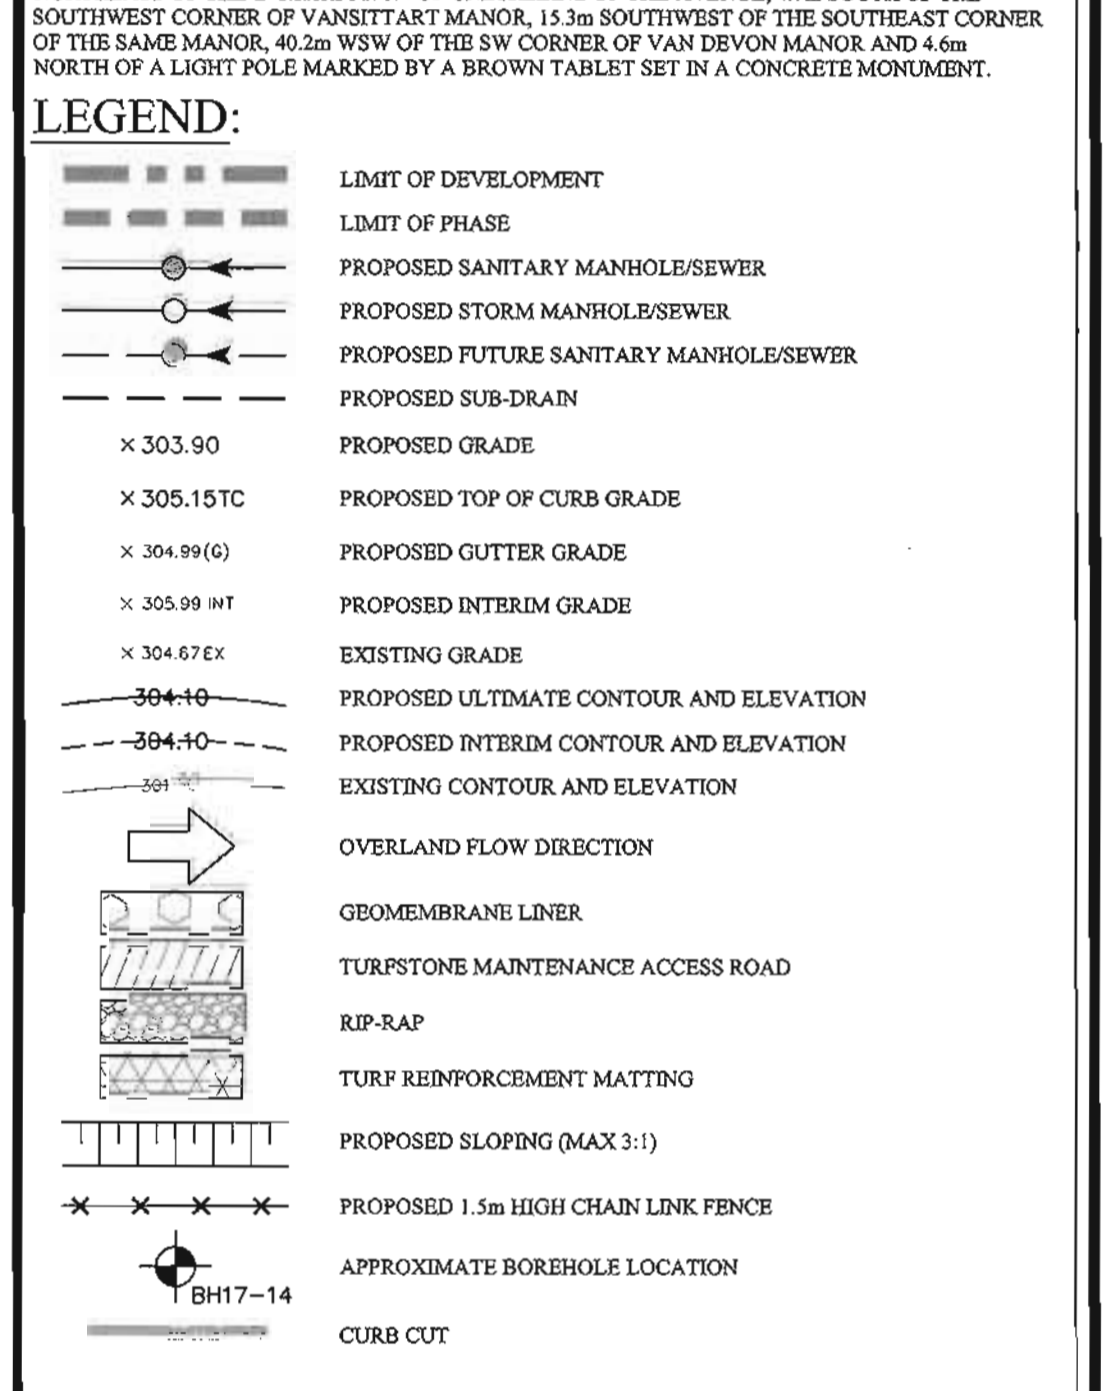 SOUTHWEST CORNER OF VANSITTART MANOR, 15.3m SOUTHWEST OF THE SOUTHEAST CORNER
OF THE SAME MANOR, 40.2m WSW OF THE SW CORNER OF VAN DEVON MANOR AND 4.6m
NORTH OF A LIGHT POLE MARKED BY A BROWN TABLET SET IN A CONCRETE MONUMENT.
LEGEND:
LIMIT OF DEVELOPMENT
LIMIT OF PHASE
PROPOSED SANITARY MANHOLE/SEWER
PROPOSED STORM MANHOLE/SEWER
PROPOSED FUTURE SANITARY MANHOLE/SEWER
PROPOSED SUB-DRAIN
× 303.90 PROPOSED GRADE
× 305.15TC PROPOSED TOP OF CURB GRADE
× 304.99(G) PROPOSED GUTTER GRADE
× 305.99 INT PROPOSED INTERIM GRADE
× 304.67EX EXISTING GRADE
304.10 PROPOSED ULTIMATE CONTOUR AND ELEVATION
304.10 PROPOSED INTERIM CONTOUR AND ELEVATION
301 EXISTING CONTOUR AND ELEVATION
OVERLAND FLOW DIRECTION
GEOMEMBRANE LINER
TURFSTONE MAINTENANCE ACCESS ROAD
RIP-RAP
TURF REINFORCEMENT MATTING
PROPOSED SLOPING (MAX 3:1)
PROPOSED 1.5m HIGH CHAIN LINK FENCE
BH17-14 APPROXIMATE BOREHOLE LOCATION
CURB CUT